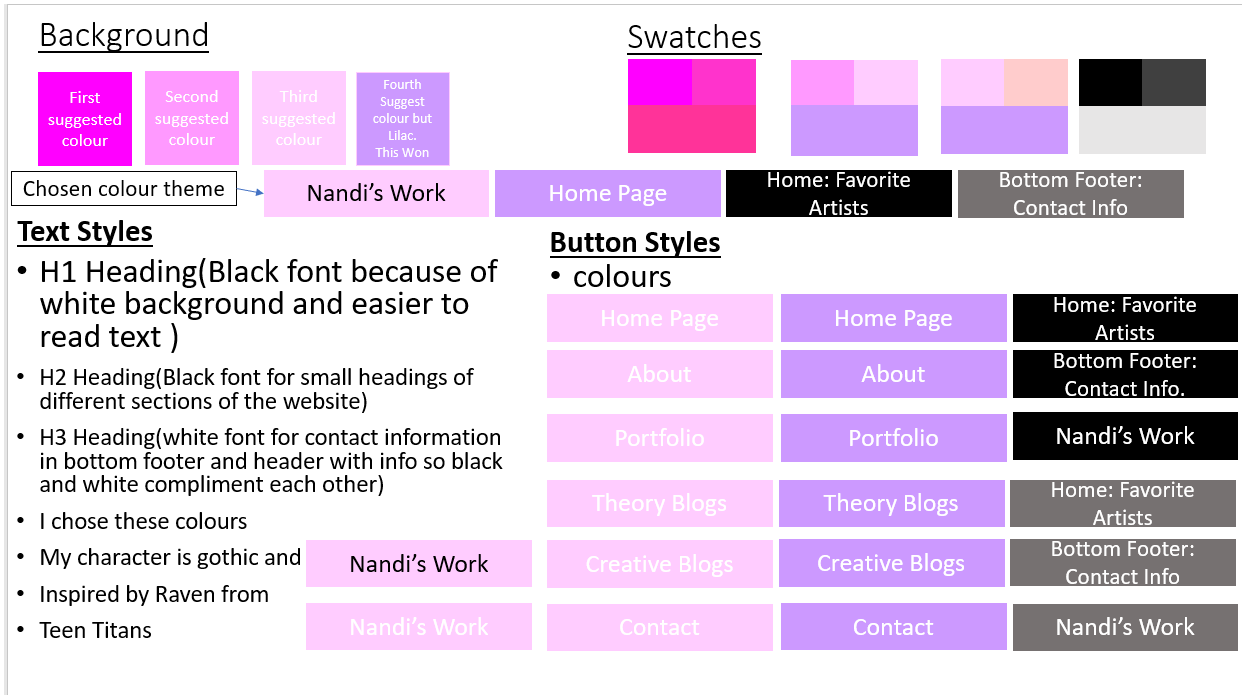 Background
Swatches
First
suggested
colour
Second
suggested
colour
Third
suggested
colour
Fourth
Suggest
colour but
Lilac.
This Won
Chosen colour theme
Nandi's Work
Home Page
Home: Favorite
Artists
Bottom Footer:
Contact Info
Text Styles
• H1 Heading(Black font because of
white background and easier to
read text )
• H2 Heading(Black font for small headings of
different sections of the website)
• H3 Heading(white font for contact information
in bottom footer and header with info so black
and white compliment each other)
• I chose these colours
• My character is gothic and
• Inspired by Raven from
• Teen Titans
Nandi's Work
Nandi's Work
Button Styles
• colours
Home Page
Home Page
Home: Favorite
Artists
About
About
Bottom Footer:
Contact Info.
Portfolio
Portfolio
Nandi's Work
Theory Blogs
Theory Blogs
Home: Favorite
Artists
Creative Blogs
Creative Blogs
Bottom Footer:
Contact Info
Contact
Contact
Nandi's Work